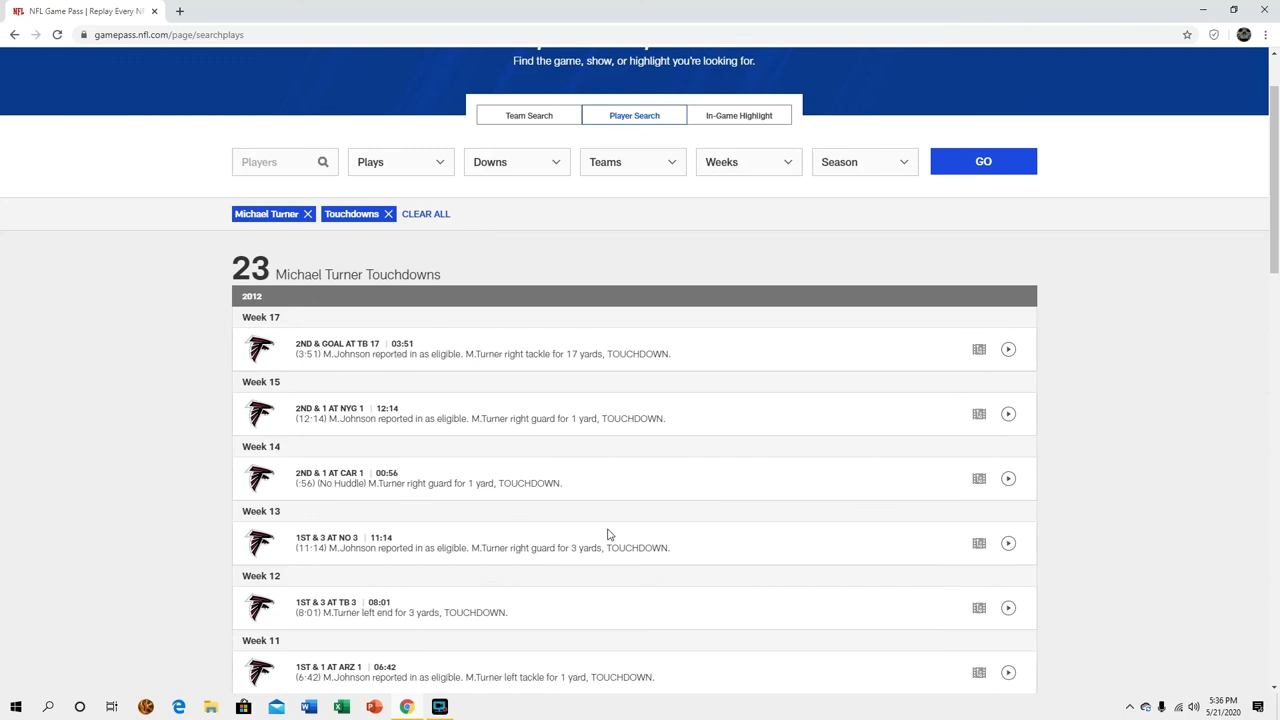 NFL Game Pass | Replay Every NF
gamepass.nfl.com/page/searchplays
Find the game, show, or highlight you're looking for.
Team Search
Player Search
In-Game Highlight
Players
Plays
Downs
Teams
Weeks
Season
GO
Michael Turner
Touchdowns
CLEAR ALL
23 Michael Turner Touchdowns
2012
Week 17
2ND & GOAL AT TB 17 | 03:51
(3:51) M.Johnson reported in as eligible. M.Turner right tackle for 17 yards, TOUCHDOWN.
Week 15
2ND & 1 AT NYG 1 | 12:14
(12:14) M.Johnson reported in as eligible. M.Turner right guard for 1 yard, TOUCHDOWN.
Week 14
2ND & 1 AT CAR 1 | 00:56
(:56) (No Huddle) M.Turner right guard for 1 yard, TOUCHDOWN.
Week 13
1ST & 3 AT NO 3 | 11:14
(11:14) M.Johnson reported in as eligible. M.Turner right guard for 3 yards, TOUCHDOWN.
Week 12
1ST & 3 AT TB 3 | 08:01
(8:01) M.Turner left end for 3 yards, TOUCHDOWN.
Week 11
1ST & 1 AT ARZ 1 | 06:42
(6:42) M.Johnson reported in as eligible. M.Turner left tackle for 1 yard, TOUCHDOWN.
5:36 PM
5/21/2020